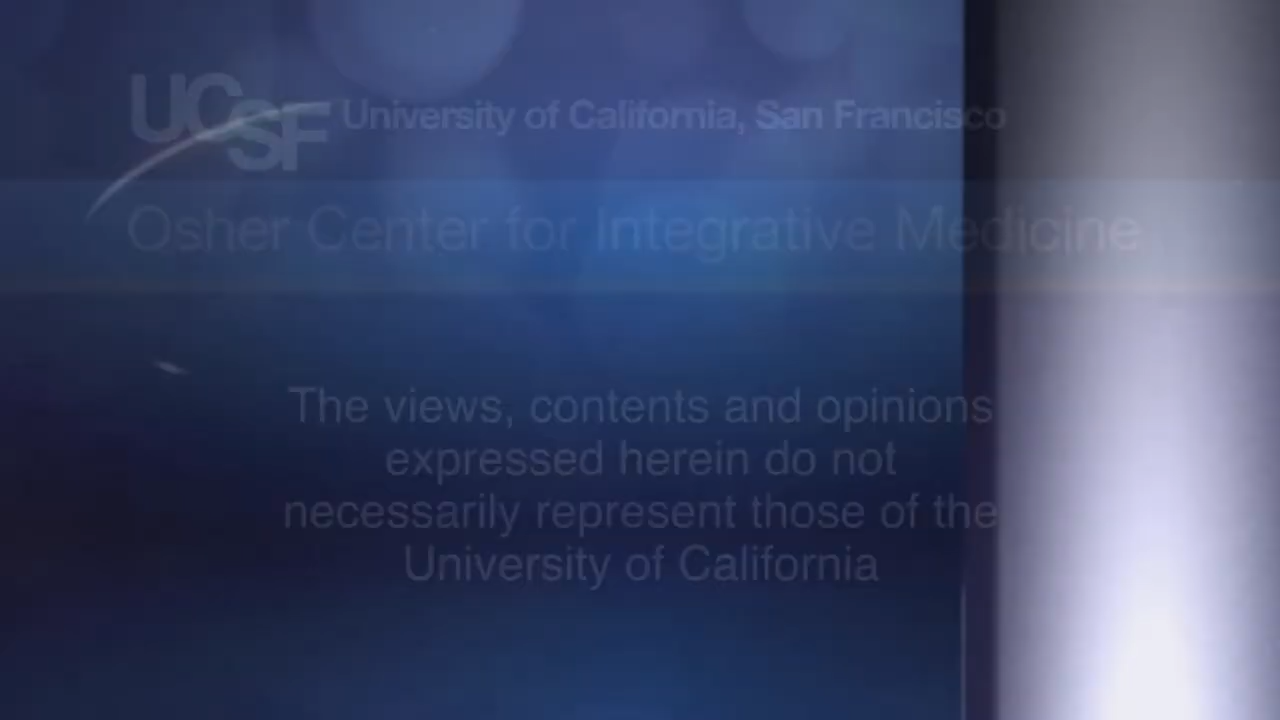 UCSF University of California, San Francisco
Osher Center for Integrative Medicine
The views, contents and opinions
expressed herein do not
necessarily represent those of the
University of California